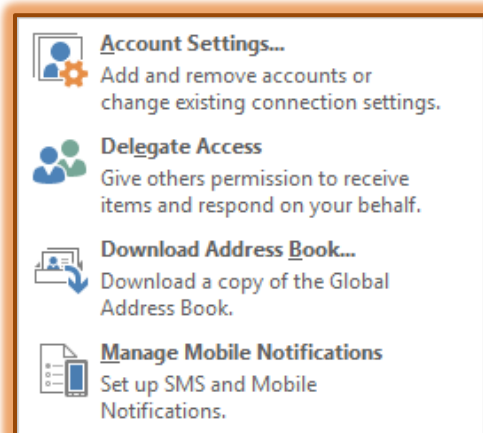 Account Settings...
Add and remove accounts or
change existing connection settings.
Delegate Access
Give others permission to receive
items and respond on your behalf.
Download Address Book...
Download a copy of the Global
Address Book.
Manage Mobile Notifications
Set up SMS and Mobile
Notifications.